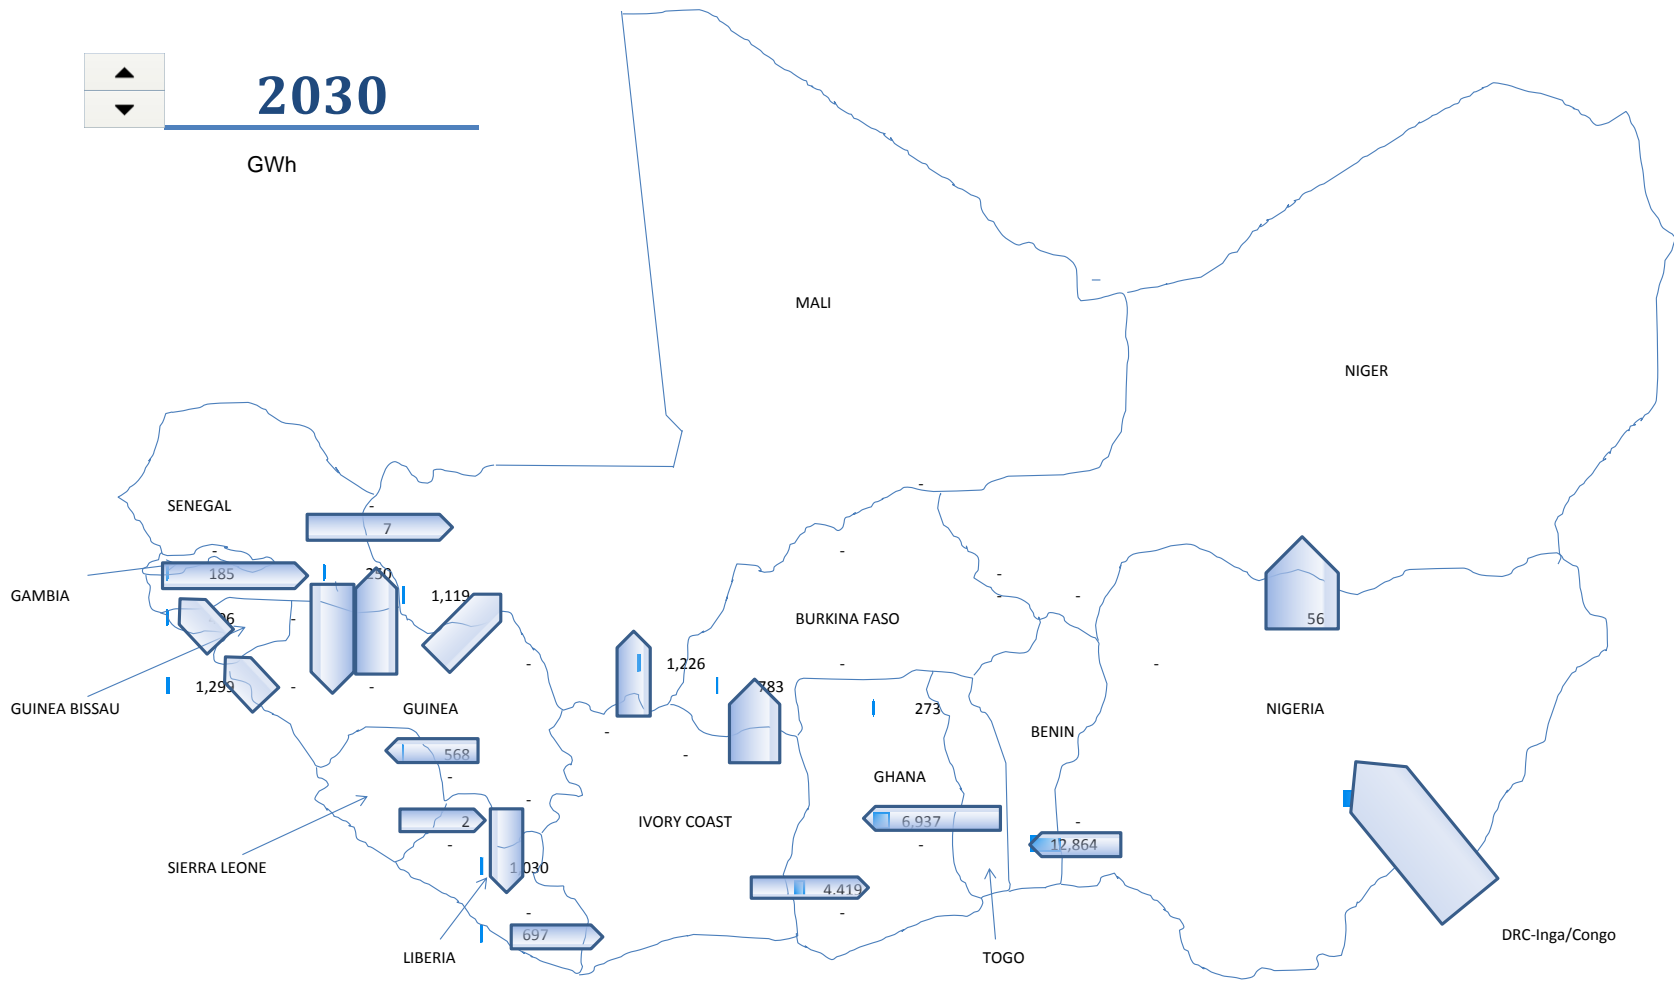 2030
GWh
MALI
NIGER
-
SENEGAL
-
7
-
-
185
250
-
GAMBIA
1,119
-
-
-
BURKINA FASO
56
-
1,226
-
-
1,299
-
-
783
GUINEA BISSAU
GUINEA
273
NIGERIA
-
BENIN
568
-
-
GHANA
-
2
IVORY COAST
6,937
-
-
12,864
-
SIERRA LEONE
1,030
4,419
-
-
697
DRC-Inga/Congo
LIBERIA
TOGO